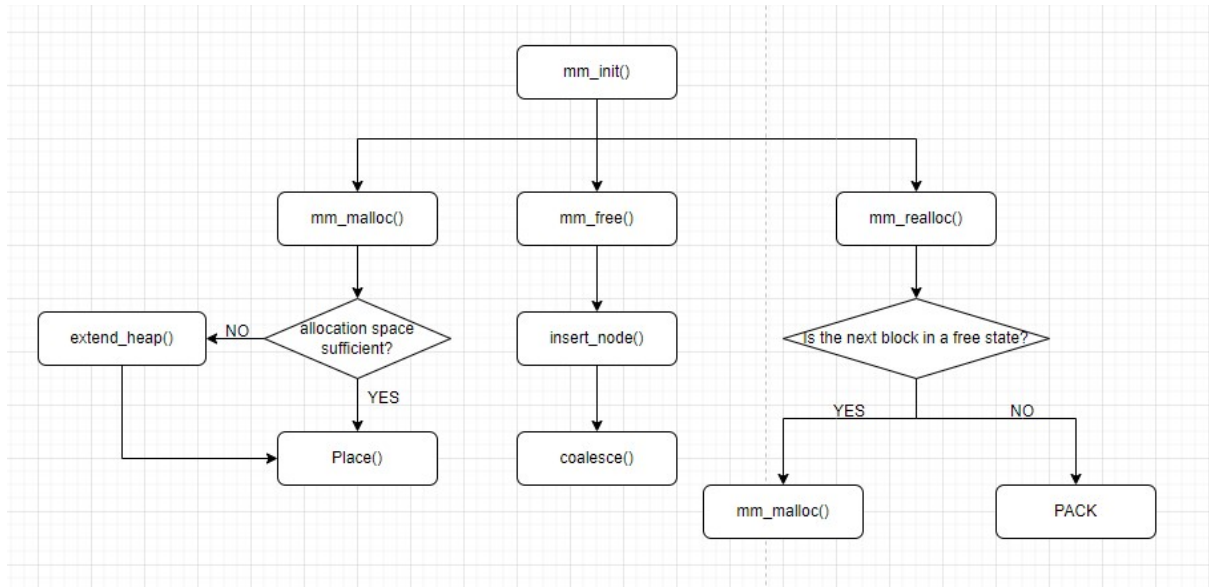 mm_init()
mm_malloc()
mm_free()
mm_realloc()
extend_heap()
NO
allocation space
sufficient?
insert_node()
Is the next block in a free state?
YES
YES
NO
Place()
coalesce()
mm_malloc()
PACK